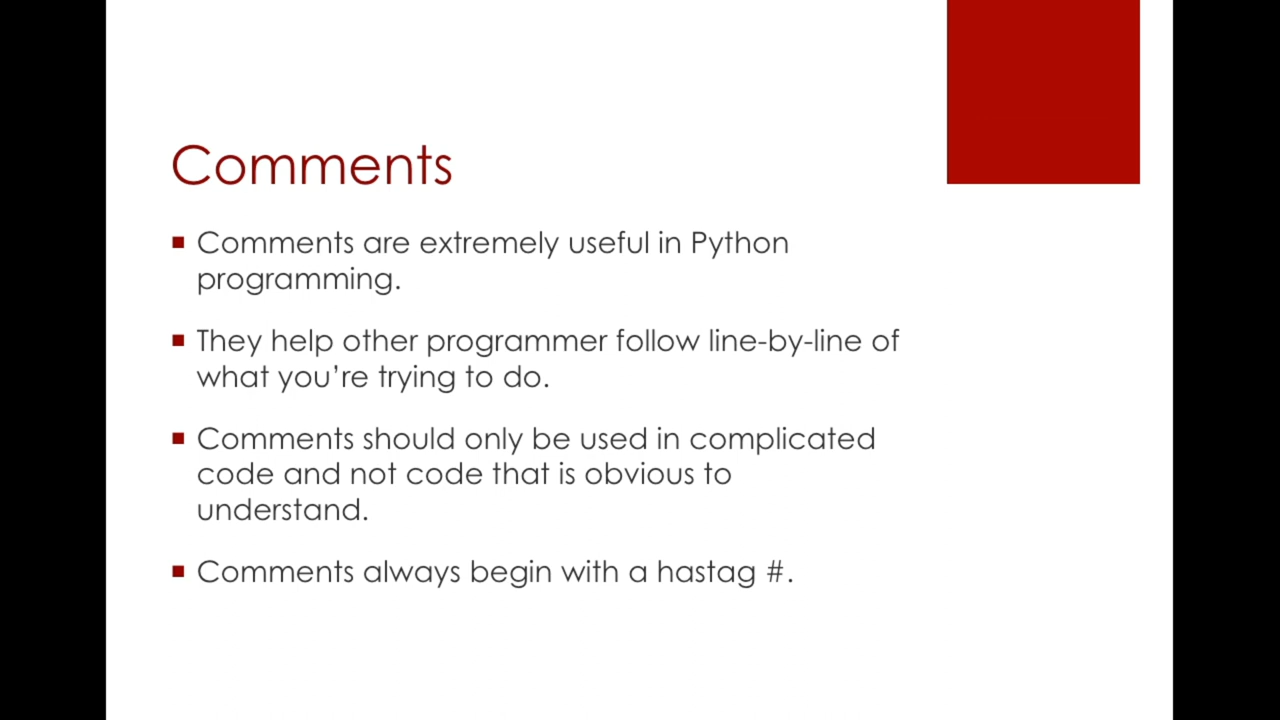 Comments
Comments are extremely useful in Python
programming.
They help other programmer follow line-by-line of
what you're trying to do.
Comments should only be used in complicated
code and not code that is obvious to
understand.
Comments always begin with a hastag #.